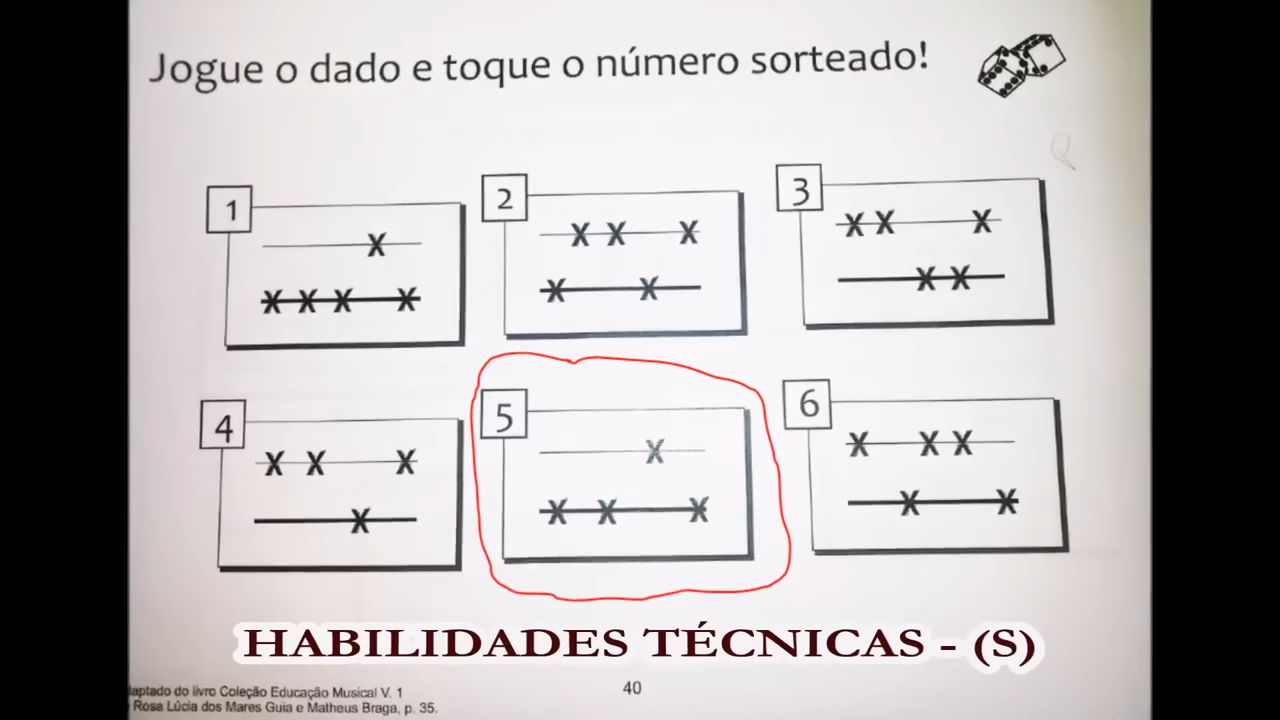 Jogue o dado e toque o número sorteado!
1
2
3
X
X X X X
X X X
X X
X X X
X X
4
5
6
X X X
X
X
X X X
X X X
X X
HABILIDADES TÉCNICAS - (S)
40
do livro Coleção Educação Musical V. 1
Rosa Lúcia dos Mares Guia e Matheus Braga, p. 35.